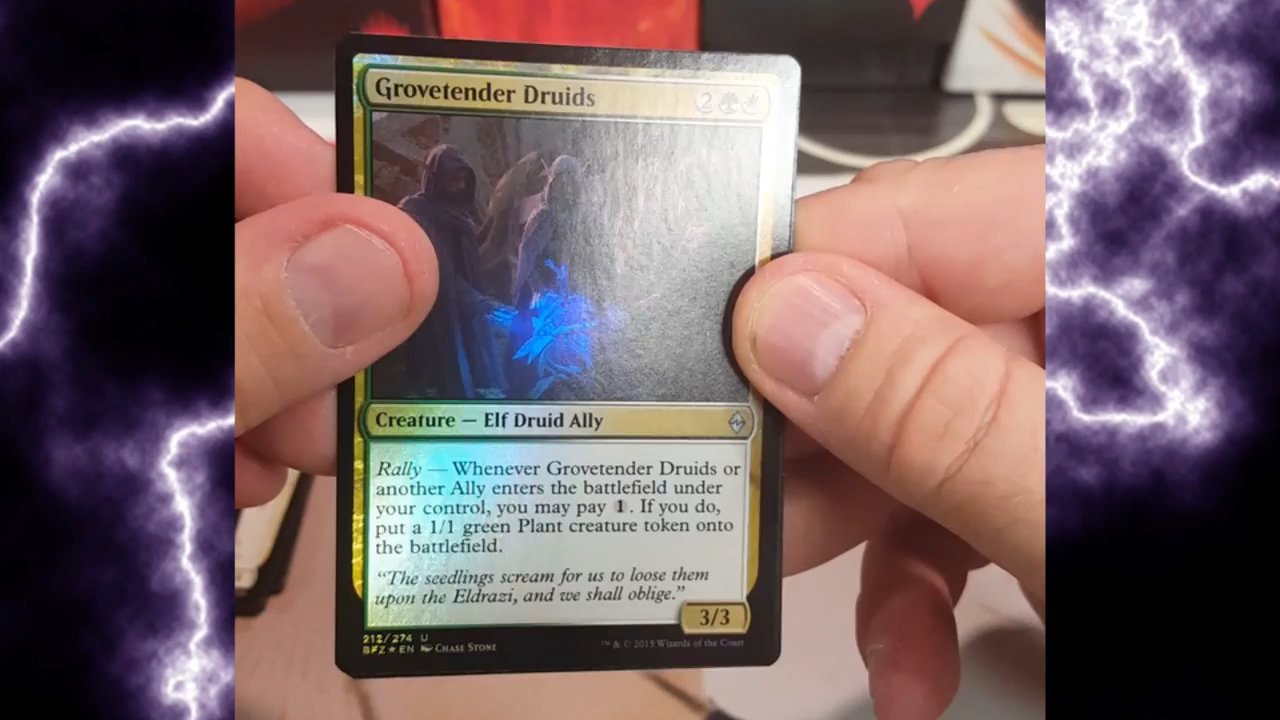 Grovetender Druids 2
Creature — Elf Druid Ally
Rally — Whenever Grovetender Druids or
another Ally enters the battlefield under
your control, you may pay 1. If you do,
put a 1/1 green Plant creature token onto
the battlefield.
"The seedlings scream for us to loose them
upon the Eldrazi, and we shall oblige."
3/3
212/274 U
BFZ ★ EN Chase Stone
™ & © 2015 Wizards of the Coast